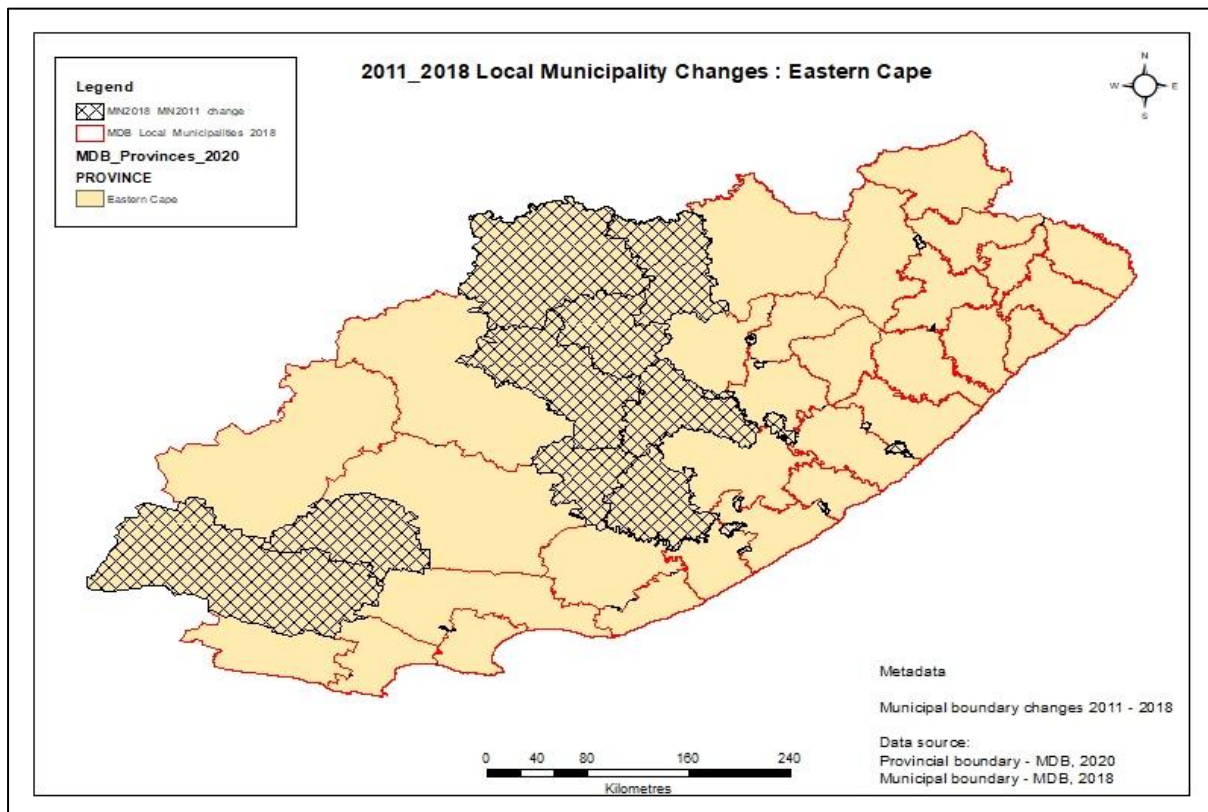 2011_2018 Local Municipality Changes : Eastern Cape
Legend
MN2018 MN2011 change
MDB Local Municipalities 2018
MDB_Provinces_2020
PROVINCE
Eastern Cape
N
W E
S
Metadata
Municipal boundary changes 2011 - 2018
Data source:
Provincial boundary - MDB, 2020
Municipal boundary - MDB, 2018
0 40 80 160 240
Kilometres